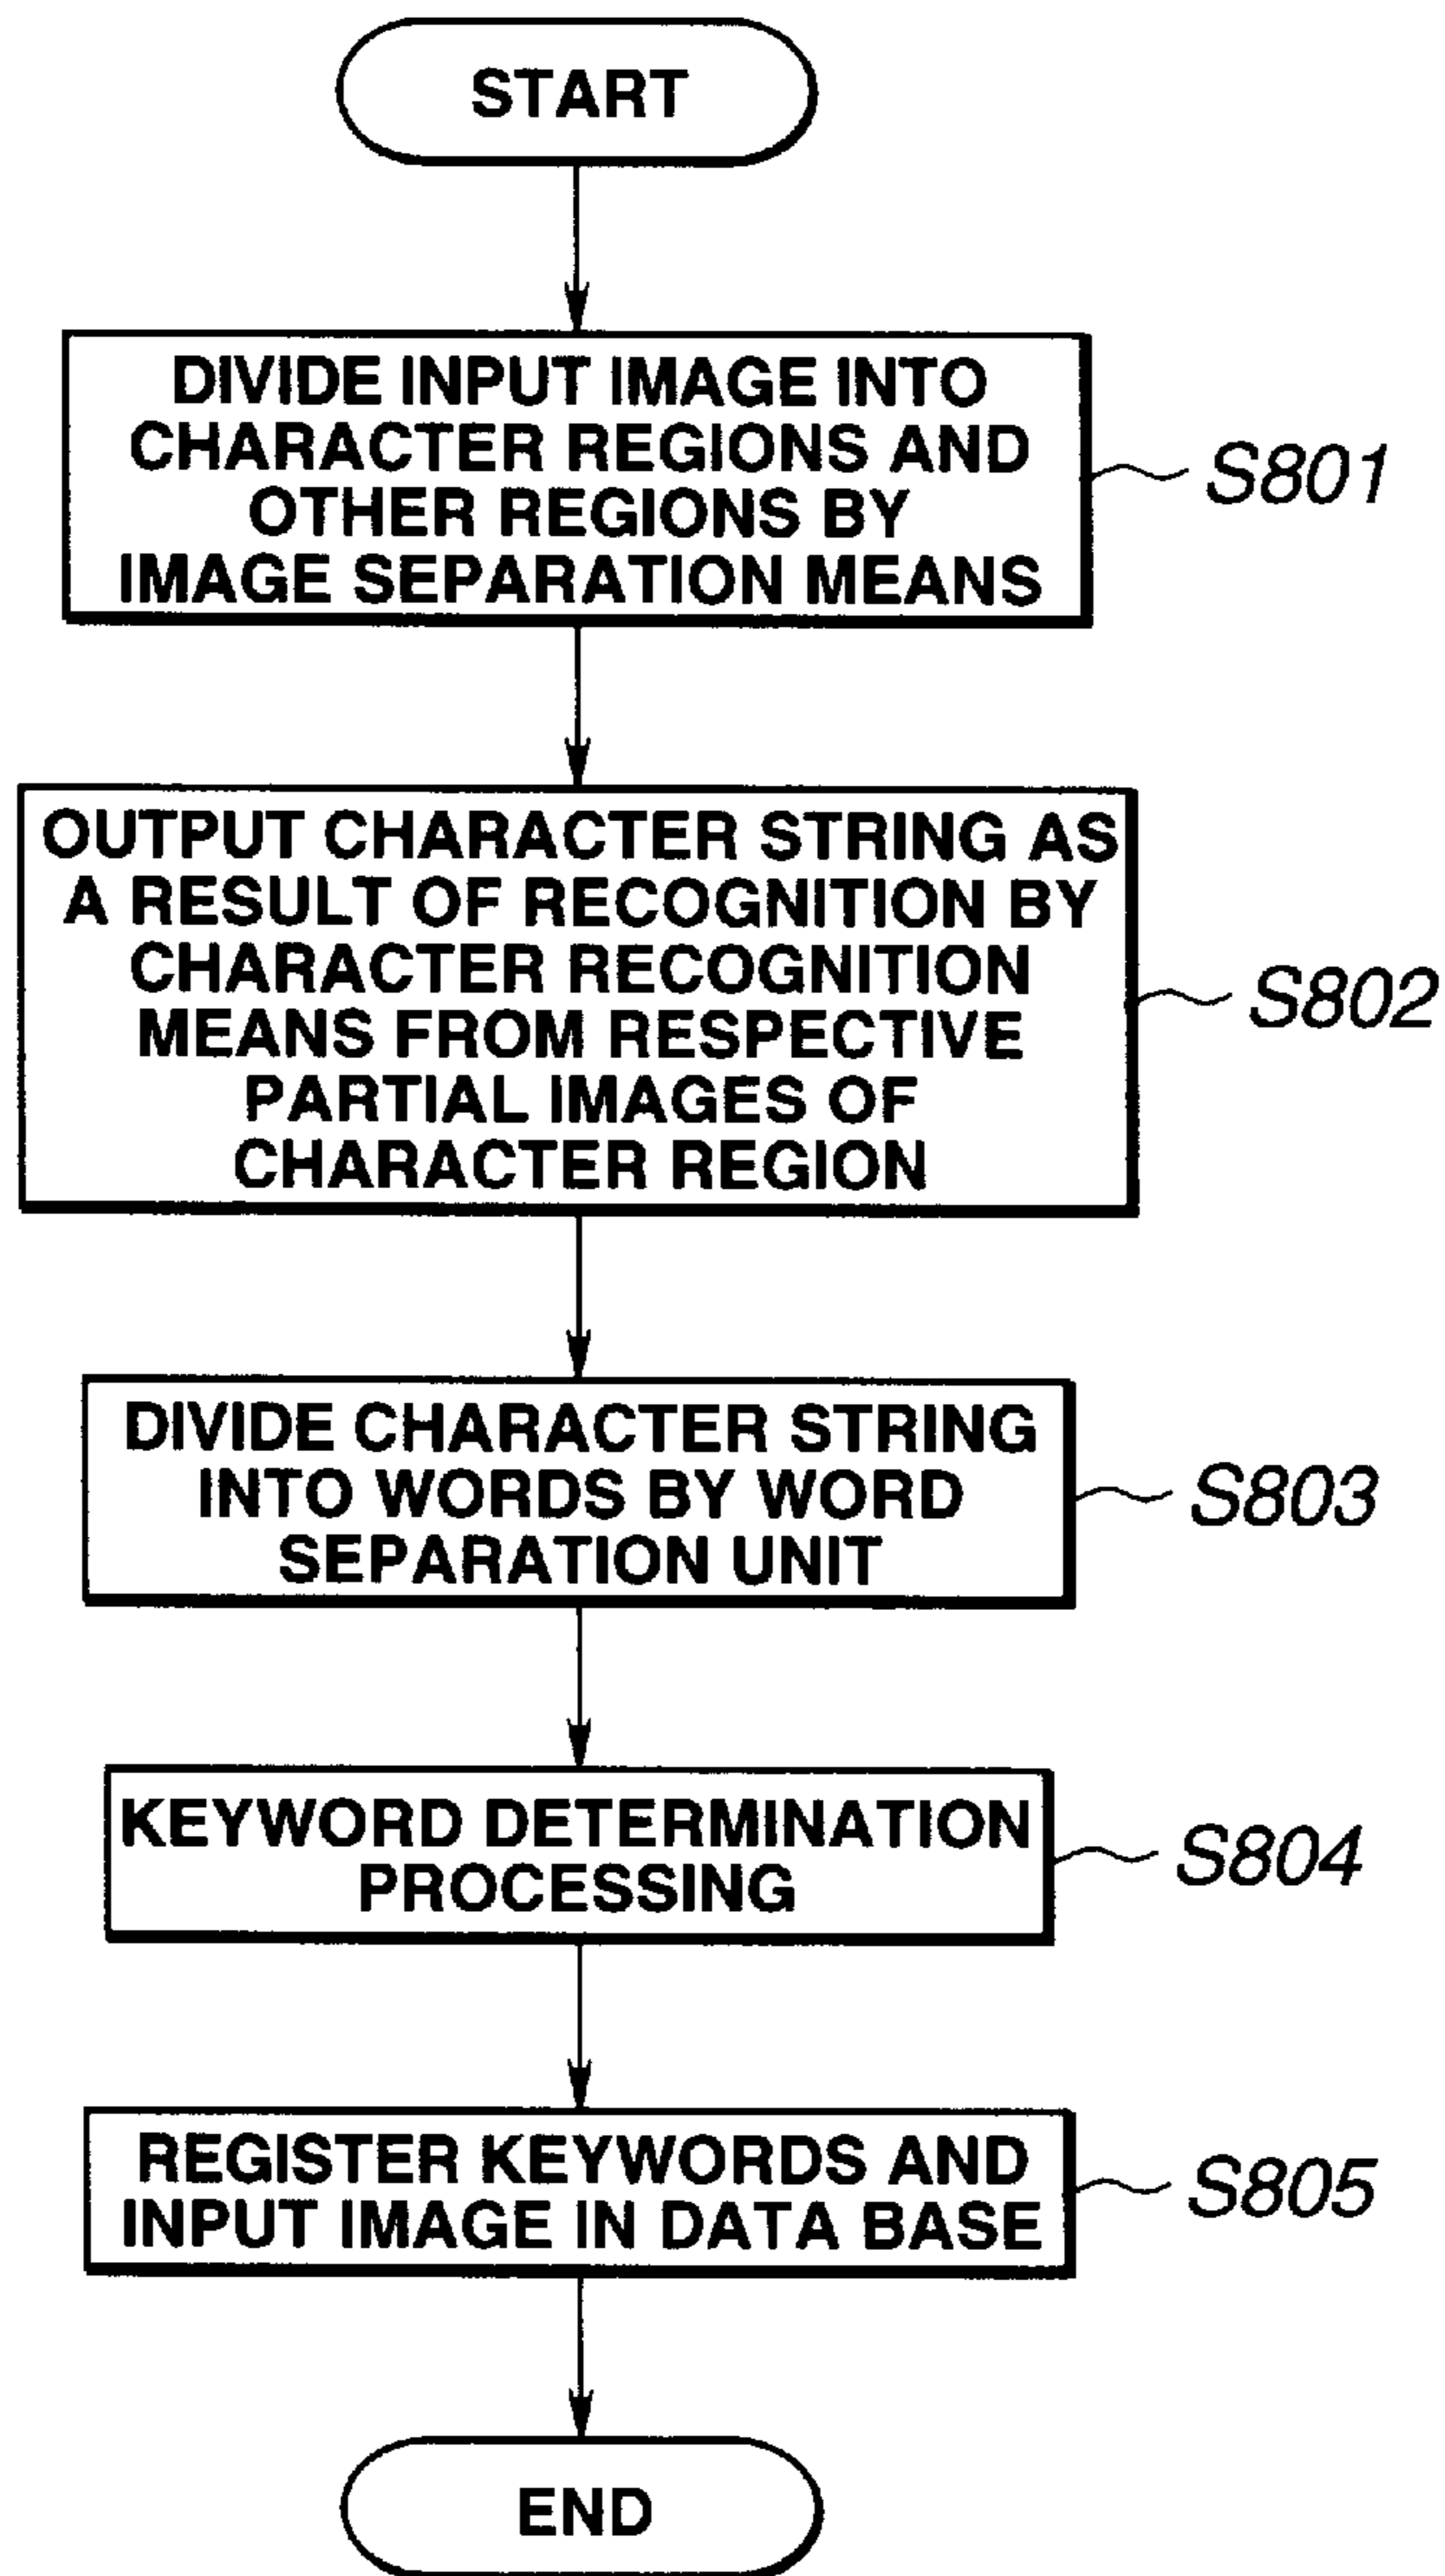 START
DIVIDE INPUT IMAGE INTO
CHARACTER REGIONS AND
OTHER REGIONS BY
IMAGE SEPARATION MEANS
S801
OUTPUT CHARACTER STRING AS
A RESULT OF RECOGNITION BY
CHARACTER RECOGNITION
MEANS FROM RESPECTIVE
PARTIAL IMAGES OF
CHARACTER REGION
S802
DIVIDE CHARACTER STRING
INTO WORDS BY WORD
SEPARATION UNIT
S803
KEYWORD DETERMINATION
PROCESSING
S804
REGISTER KEYWORDS AND
INPUT IMAGE IN DATA BASE
S805
END